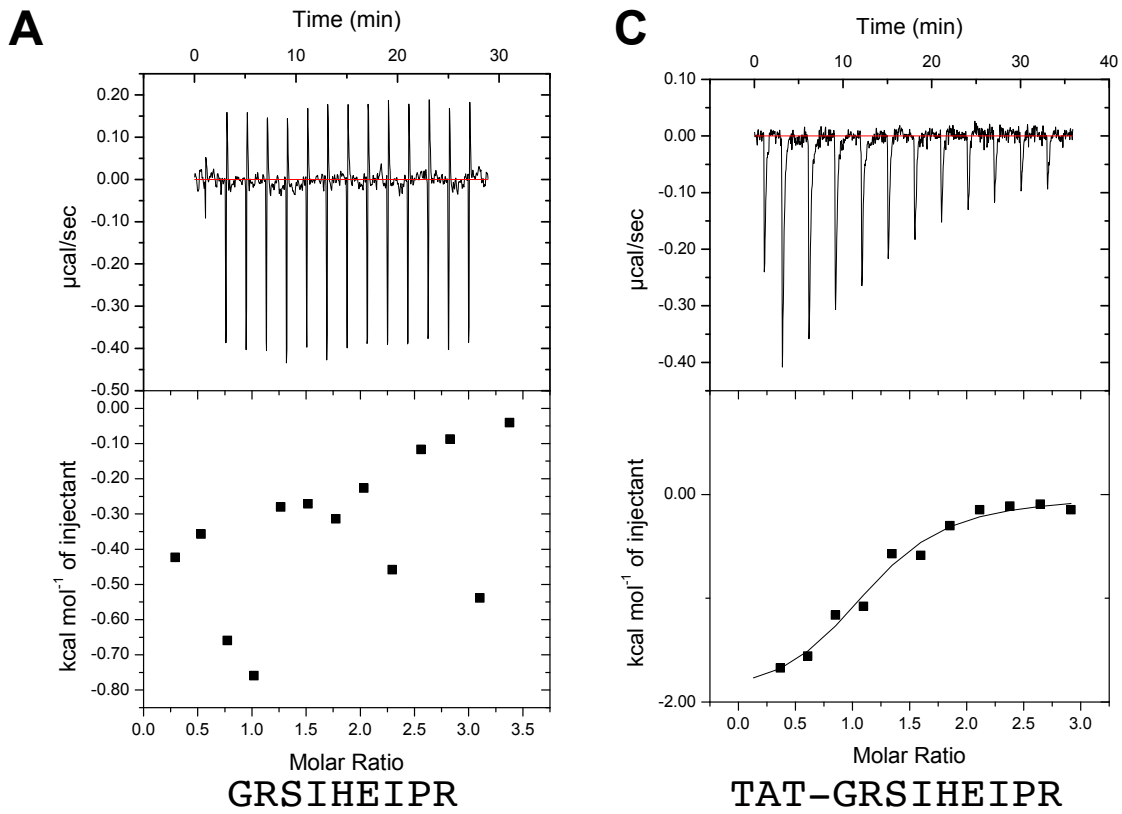 A
Time (min)
0 10 20 30
0.20
0.10
0.00
-0.10
-0.20
-0.30
-0.40
-0.50
µcal/sec
0.00
-0.10
-0.20
-0.30
-0.40
-0.50
-0.60
-0.70
-0.80
kcal mol-1 of injectant
0.0 0.5 1.0 1.5 2.0 2.5 3.0 3.5
Molar Ratio
GRSIHEIPR
C
Time (min)
0 10 20 30 40
0.10
0.00
-0.10
-0.20
-0.30
-0.40
µcal/sec
0.00
-2.00
kcal mol-1 of injectant
0.0 0.5 1.0 1.5 2.0 2.5 3.0
Molar Ratio
TAT-GRSIHEIPR